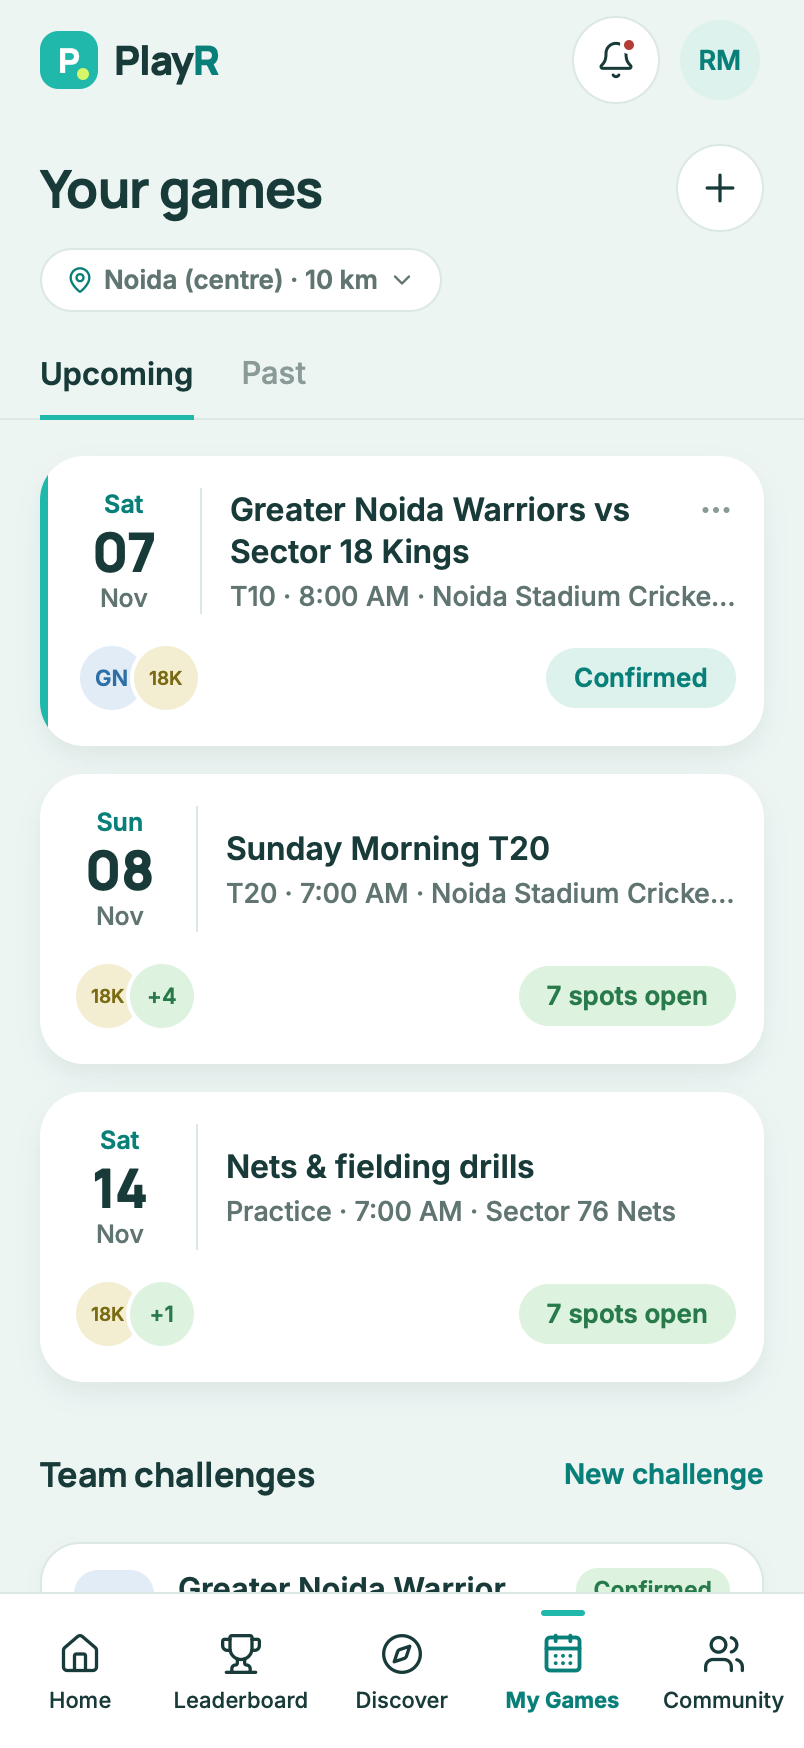 P.
PlayR
RM
Your games
Noida (centre) · 10 km
Upcoming
Past
Sat
07
Nov
Greater Noida Warriors vs
Sector 18 Kings
T10 · 8:00 AM · Noida Stadium Cricke...
GN
18K
Confirmed
Sun
08
Nov
Sunday Morning T20
T20 · 7:00 AM · Noida Stadium Cricke...
18K
+4
7 spots open
Sat
14
Nov
Nets & fielding drills
Practice · 7:00 AM · Sector 76 Nets
18K
+1
7 spots open
Team challenges
New challenge
Greater Noida Warrior
Confirmed
Home
Leaderboard
Discover
My Games
Community